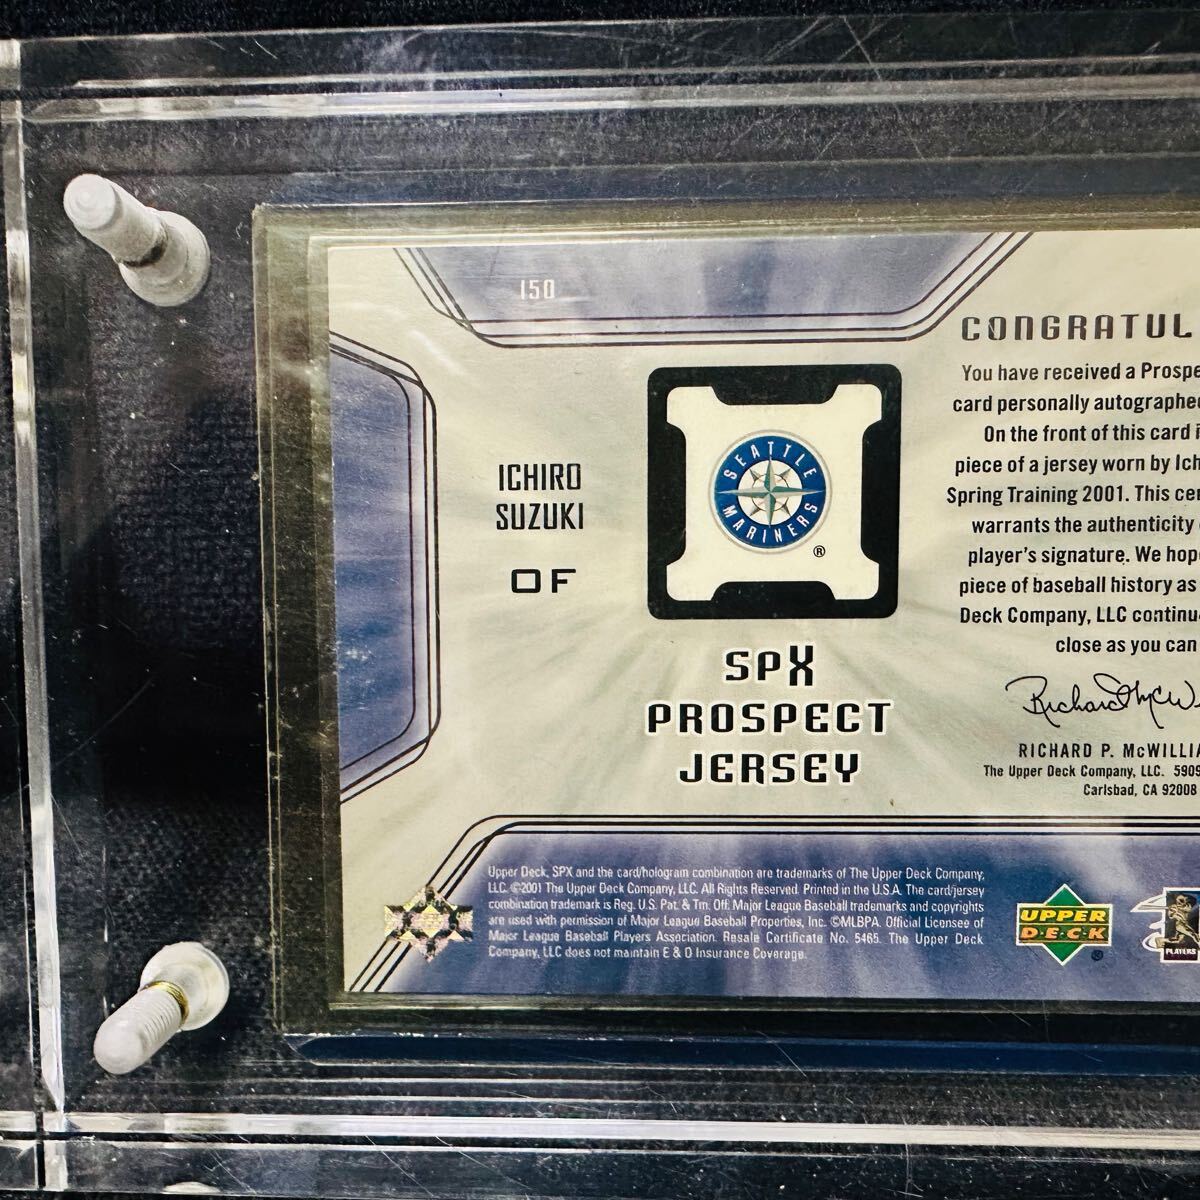 150
CONGRATUL
You have received a Prospe
card personally autographed
On the front of this card i
piece of a jersey worn by Ich
Spring Training 2001. This cer
warrants the authenticity
player's signature. We hop
piece of baseball history as
Deck Company, LLC continu
close as you can
ICHIRO
SUZUKI
OF
SEATTLE
MARINERS
®
SPX
PROSPECT
JERSEY
Richard P. McW
RICHARD P. McWILLIA
The Upper Deck Company, LLC. 5909
Carlsbad, CA 92008
Upper Deck, SPX and the card/hologram combination are trademarks of The Upper Deck Company,
LLC. ©2001 The Upper Deck Company, LLC. All Rights Reserved. Printed in the U.S.A. The card/jersey
combination trademark is Reg. U.S. Pat. & Tm. Off. Major League Baseball trademarks and copyrights
are used with permission of Major League Baseball Properties, Inc. ©MLBPA. Official Licensee of
Major League Baseball Players Association. Resale Certificate No. 5465. The Upper Deck
Company, LLC does not maintain E & O Insurance Coverage.
UPPER
DECK
®
PLAYERS